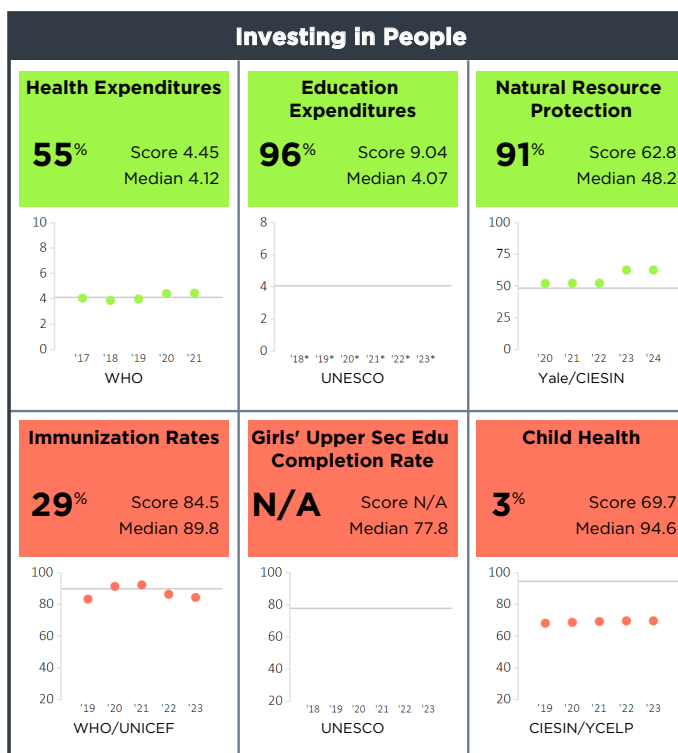 Investing in People
Health Expenditures
55%
Score 4.45
Median 4.12
10
8
6
4
2
0
'17 '18 '19 '20 '21
WHO
Education
Expenditures
96%
Score 9.04
Median 4.07
8
6
4
2
0
'18* '19* '20* '21* '22* '23*
UNESCO
Natural Resource
Protection
91%
Score 62.8
Median 48.2
100
75
50
25
0
'20 '21 '22 '23 '24
Yale/CIESIN
Immunization Rates
29%
Score 84.5
Median 89.8
100
80
60
40
20
'19 '20 '21 '22 '23
WHO/UNICEF
Girls' Upper Sec Edu
Completion Rate
N/A
Score N/A
Median 77.8
100
80
60
40
20
'18 '19 '20 '21 '22 '23
UNESCO
Child Health
3%
Score 69.7
Median 94.6
100
80
60
40
20
'19 '20 '21 '22 '23
CIESIN/YCELP